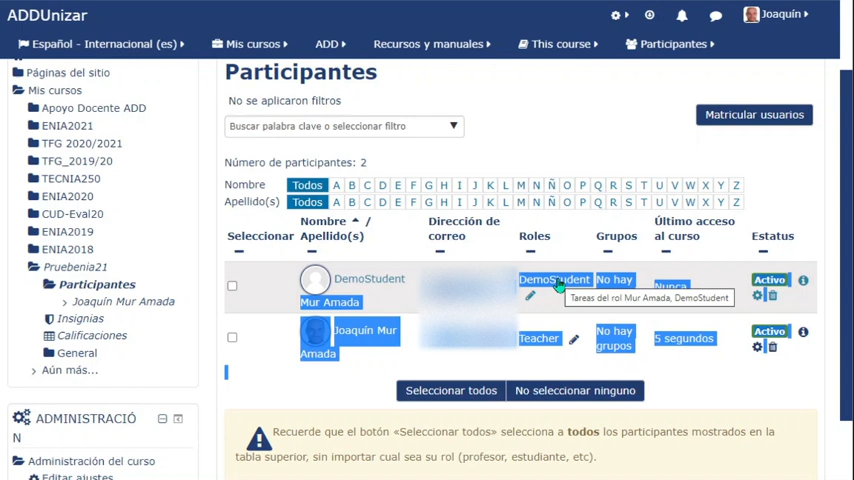 ADDUnizar
Joaquín
Español - Internacional (es)
Mis cursos
ADD
Recursos y manuales
This course
Participantes
Páginas del sitio
Mis cursos
Apoyo Docente ADD
ENIA2021
TFG 2020/2021
TFG_2019/20
TECNIA250
ENIA2020
CUD-Eval20
ENIA2019
ENIA2018
Pruebenia21
Participantes
Joaquín Mur Amada
Insignias
Calificaciones
General
Aún más...
ADMINISTRACIÓ
N
Administración del curso
Editar ajustes
Participantes
No se aplicaron filtros
Buscar palabra clave o seleccionar filtro
Matricular usuarios
Número de participantes: 2
Nombre Todos A B C D E F G H I J K L M N Ñ O P Q R S T U V W X Y Z
Apellido(s) Todos A B C D E F G H I J K L M N Ñ O P Q R S T U V W X Y Z
Seleccionar
Nombre /
Apellido(s)
Dirección de
correo
Roles
Grupos
Último acceso
al curso
Estatus
DemoStudent
Mur Amada
DemoStudent
No hay
Nunca
Activo
Tareas del rol Mur Amada, DemoStudent
Joaquín Mur
Amada
Teacher
No hay
grupos
5 segundos
Activo
Seleccionar todos
No seleccionar ninguno
Recuerde que el botón «Seleccionar todos» selecciona a todos los participantes mostrados en la
tabla superior, sin importar cual sea su rol (profesor, estudiante, etc).